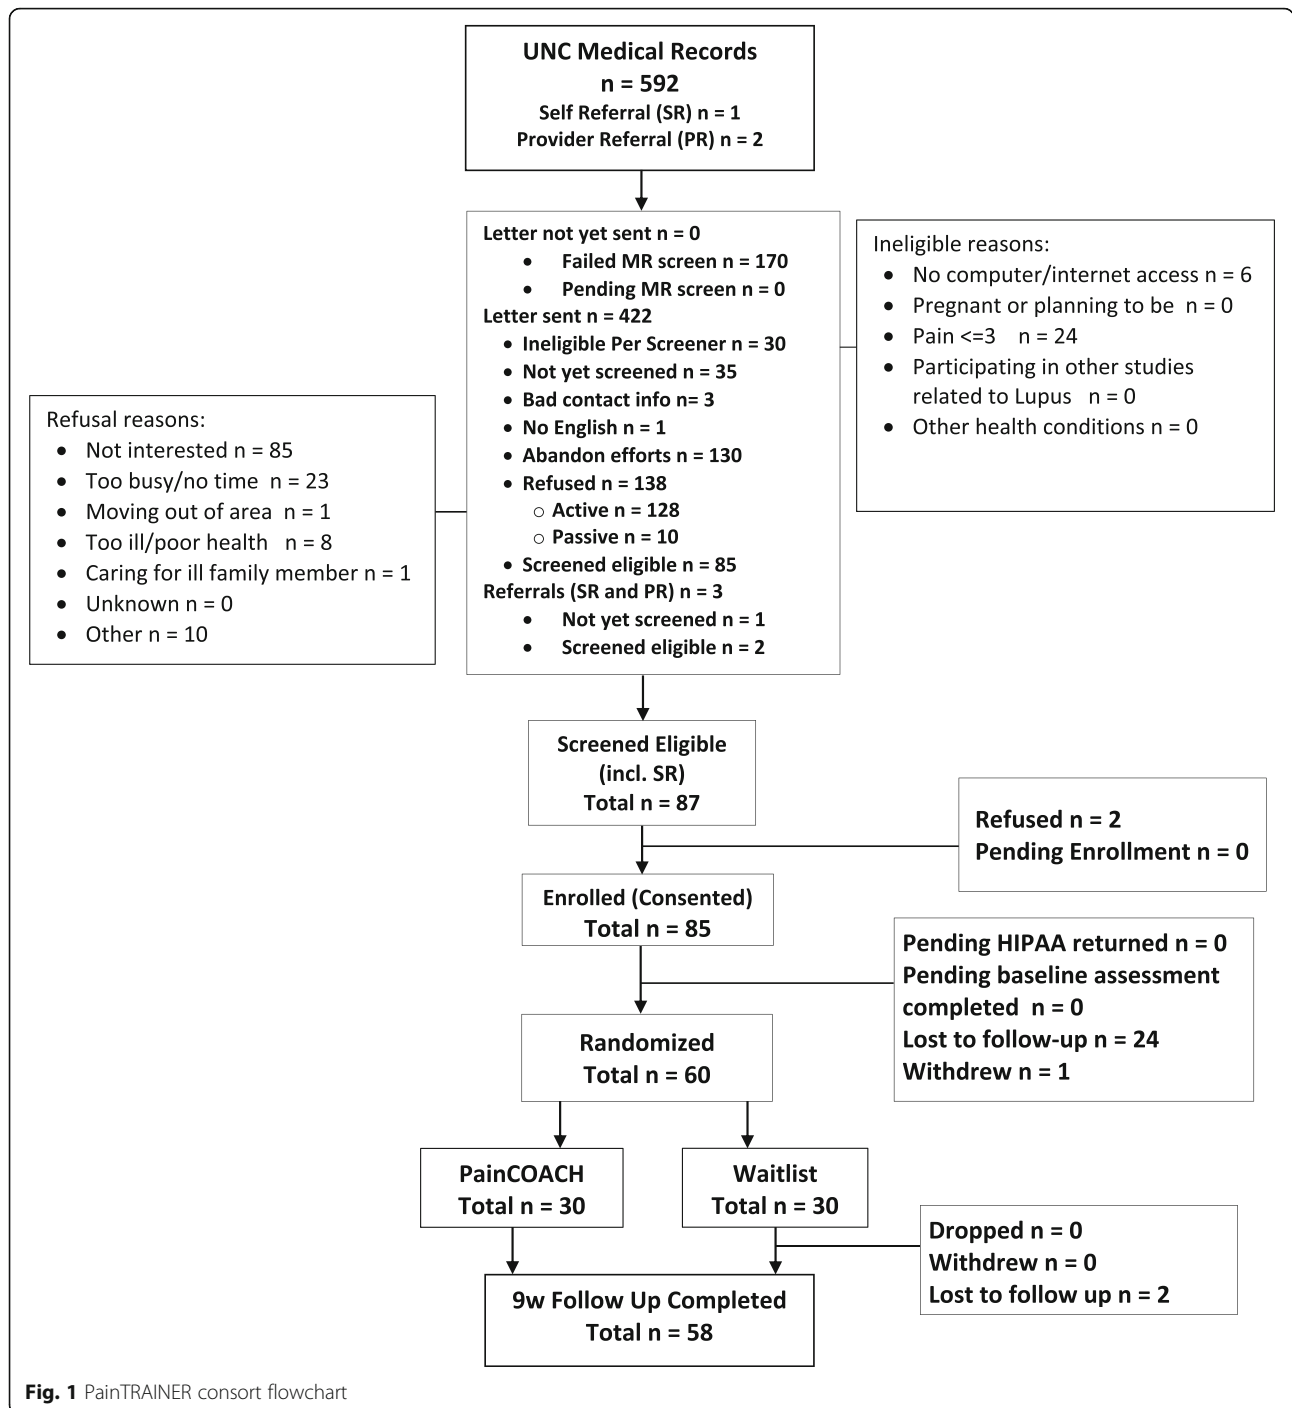 UNC Medical Records
n = 592
Self Referral (SR) n = 1
Provider Referral (PR) n = 2
Letter not yet sent n = 0
• Failed MR screen n = 170
• Pending MR screen n = 0
Letter sent n = 422
• Ineligible Per Screener n = 30
• Not yet screened n = 35
• Bad contact info n= 3
• No English n = 1
• Abandon efforts n = 130
• Refused n = 138
○ Active n = 128
○ Passive n = 10
• Screened eligible n = 85
Referrals (SR and PR) n = 3
• Not yet screened n = 1
• Screened eligible n = 2
Ineligible reasons:
• No computer/internet access n = 6
• Pregnant or planning to be n = 0
• Pain <=3 n = 24
• Participating in other studies
related to Lupus n = 0
• Other health conditions n = 0
Refusal reasons:
• Not interested n = 85
• Too busy/no time n = 23
• Moving out of area n = 1
• Too ill/poor health n = 8
• Caring for ill family member n = 1
• Unknown n = 0
• Other n = 10
Screened Eligible
(incl. SR)
Total n = 87
Refused n = 2
Pending Enrollment n = 0
Enrolled (Consented)
Total n = 85
Pending HIPAA returned n = 0
Pending baseline assessment
completed n = 0
Lost to follow-up n = 24
Withdrew n = 1
Randomized
Total n = 60
PainCOACH
Total n = 30
Waitlist
Total n = 30
Dropped n = 0
Withdrew n = 0
Lost to follow up n = 2
9w Follow Up Completed
Total n = 58
Fig. 1 PainTRAINER consort flowchart